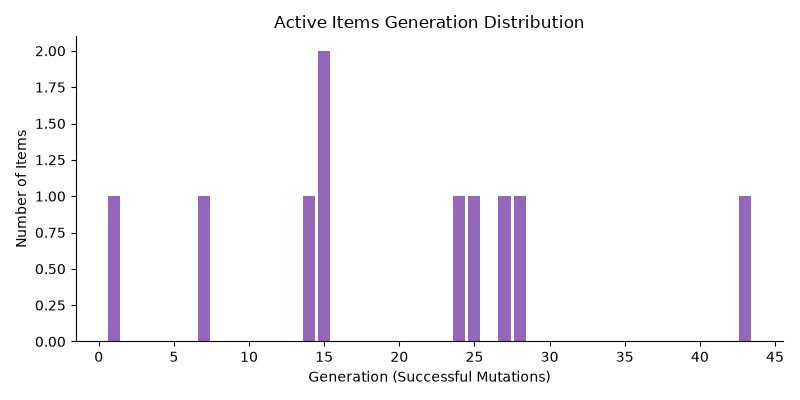 Active Items Generation Distribution
Number of Items
2.00
1.75
1.50
1.25
1.00
0.75
0.50
0.25
0.00
0 5 10 15 20 25 30 35 40 45
Generation (Successful Mutations)